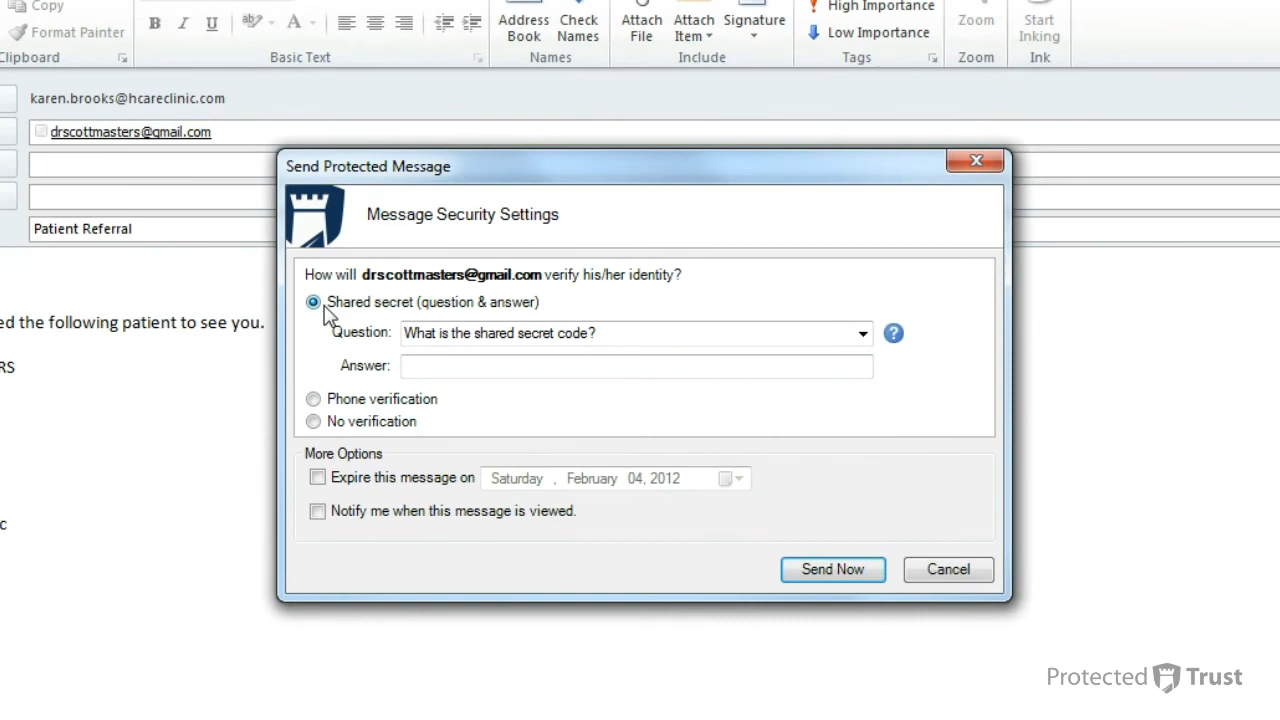 Copy
Format Painter
Clipboard
B I U ab A
Basic Text
Address Book
Check Names
Names
Attach File
Attach Item
Signature
Include
High Importance
Low Importance
Tags
Zoom
Zoom
Start Inking
Ink
karen.brooks@hcareclinic.com
drscottmasters@gmail.com
Patient Referral
ed the following patient to see you.
RS
c
Send Protected Message
Message Security Settings
How will drscottmasters@gmail.com verify his/her identity?
Shared secret (question & answer)
Question: What is the shared secret code?
Answer:
Phone verification
No verification
More Options
Expire this message on Saturday , February 04, 2012
Notify me when this message is viewed.
Send Now Cancel
Protected Trust